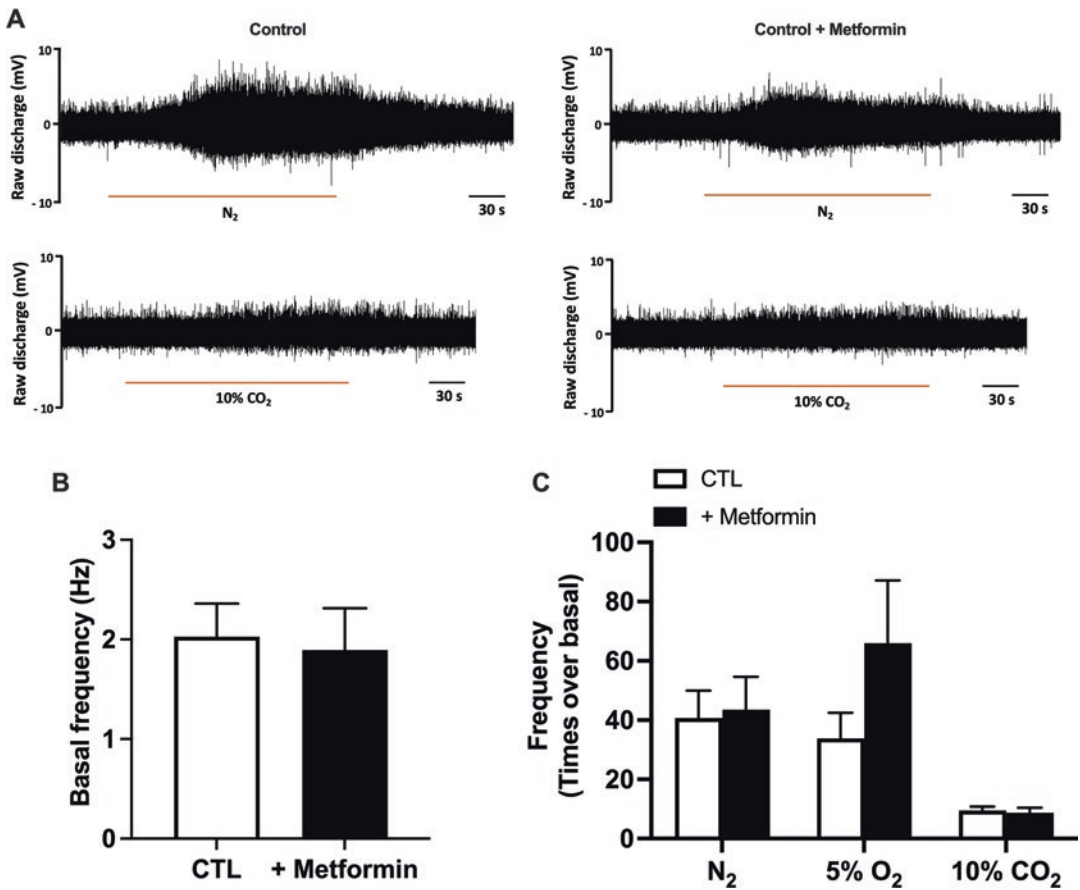 A
Control
Control + Metformin
Raw discharge (mV)
10
0
- 10
N₂
30 s
Raw discharge (mV)
10
0
- 10
N₂
30 s
Raw discharge (mV)
10
0
- 10
10% CO₂
30 s
Raw discharge (mV)
10
0
- 10
10% CO₂
30 s
B
Basal frequency (Hz)
3
2
1
0
CTL
+ Metformin
C
CTL
+ Metformin
Frequency
(Times over basal)
100
80
60
40
20
0
N₂
5% O₂
10% CO₂